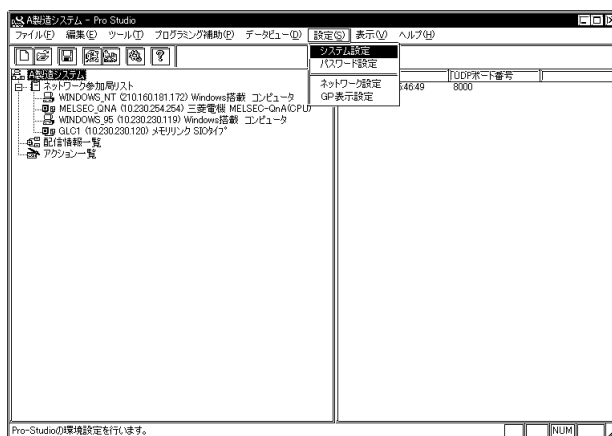 A製造システム - Pro Studio
ファイル(F) 編集(E) ツール(T) プログラミング補助(P) データビュー(D) 設定(S) 表示(V) ヘルプ(H)
システム設定
パスワード設定
ネットワーク設定
GP表示設定
A製造システム
UDPポート番号
ネットワーク参加局リスト
5:46:49 8000
WINDOWS_NT (210.160.181.172) Windows搭載 コンピュータ
MELSEC_QNA (10.230.254.254) 三菱電機 MELSEC-QnA(CPU)
WINDOWS_95 (10.230.230.119) Windows搭載 コンピュータ
GLC1 (10.230.230.120) メモリリンク SIOタイプ
配信情報一覧
アクション一覧
Pro-Studioの環境設定を行います。
NUM